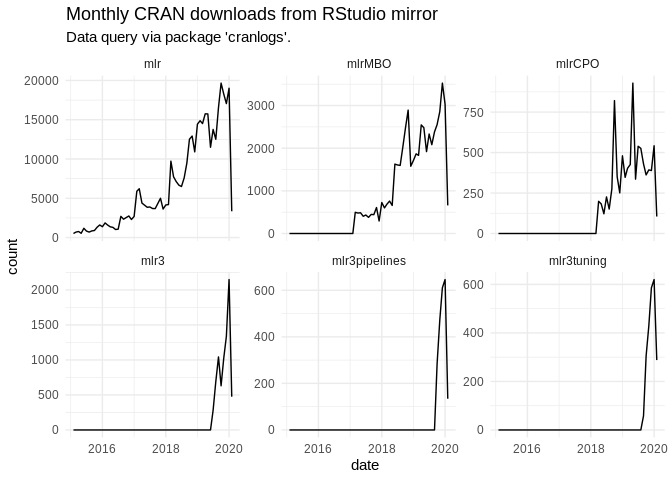 Monthly CRAN downloads from RStudio mirror
Data query via package 'cranlogs'.
mlr
mlrMBO
mlrCPO
20000
15000
10000
5000
0
3000
2000
1000
0
750
500
250
0
mlr3
mlr3pipelines
mlr3tuning
2000
1500
1000
500
0
600
400
200
0
600
400
200
0
2016 2018 2020
2016 2018 2020
2016 2018 2020
date
count